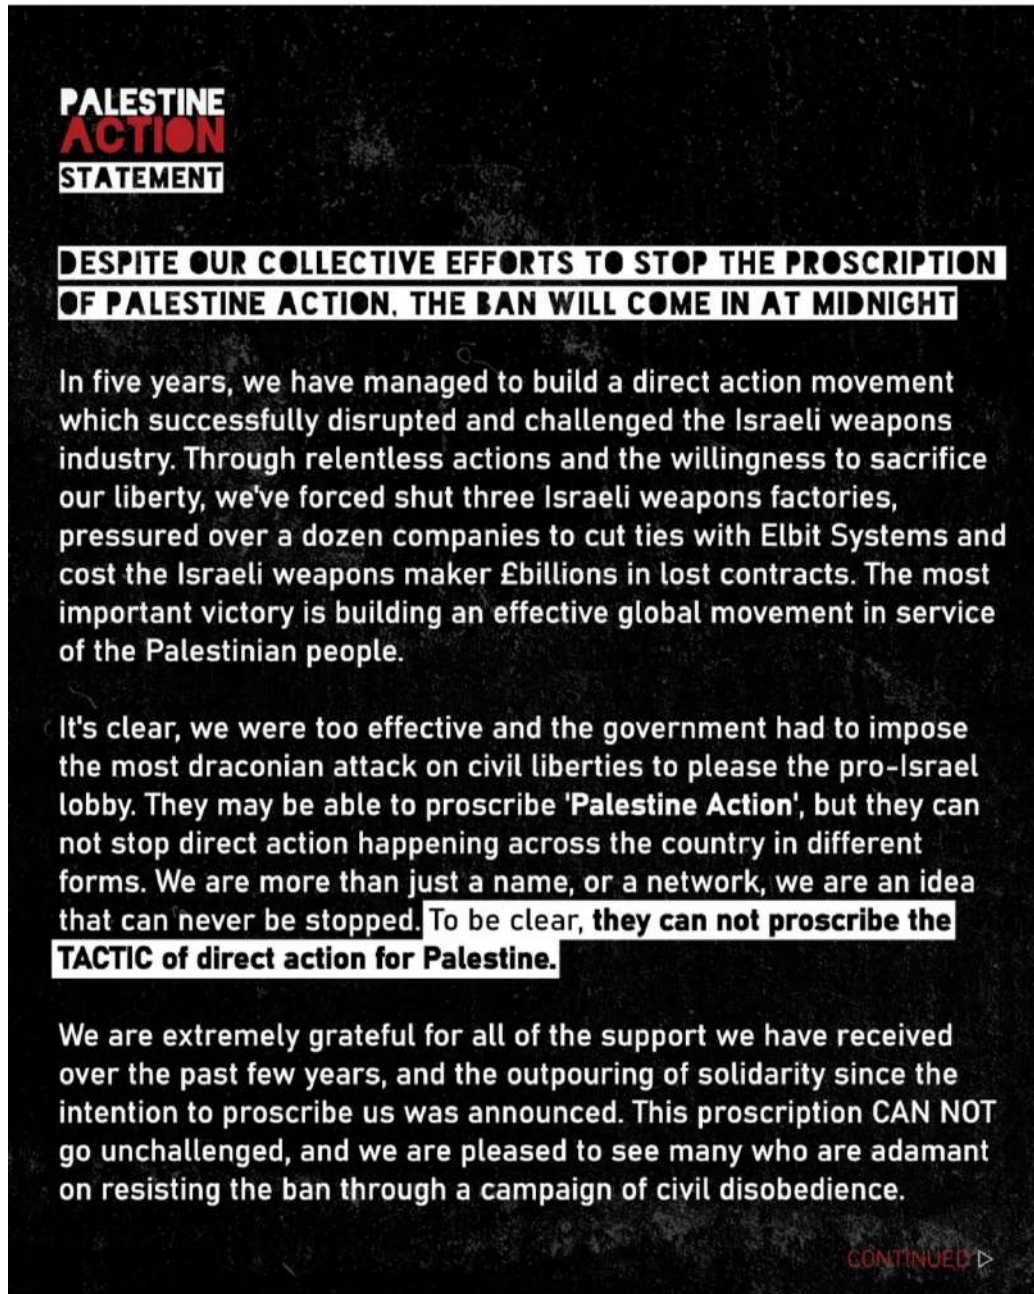 PALESTINE
ACTION
STATEMENT
DESPITE OUR COLLECTIVE EFFORTS TO STOP THE PROSCRIPTION
OF PALESTINE ACTION, THE BAN WILL COME IN AT MIDNIGHT
In five years, we have managed to build a direct action movement
which successfully disrupted and challenged the Israeli weapons
industry. Through relentless actions and the willingness to sacrifice
our liberty, we've forced shut three Israeli weapons factories,
pressured over a dozen companies to cut ties with Elbit Systems and
cost the Israeli weapons maker £billions in lost contracts. The most
important victory is building an effective global movement in service
of the Palestinian people.
It's clear, we were too effective and the government had to impose
the most draconian attack on civil liberties to please the pro-Israel
lobby. They may be able to proscribe 'Palestine Action', but they can
not stop direct action happening across the country in different
forms. We are more than just a name, or a network, we are an idea
that can never be stopped. To be clear, they can not proscribe the
TACTIC of direct action for Palestine.
We are extremely grateful for all of the support we have received
over the past few years, and the outpouring of solidarity since the
intention to proscribe us was announced. This proscription CAN NOT
go unchallenged, and we are pleased to see many who are adamant
on resisting the ban through a campaign of civil disobedience.
CONTINUED ▷